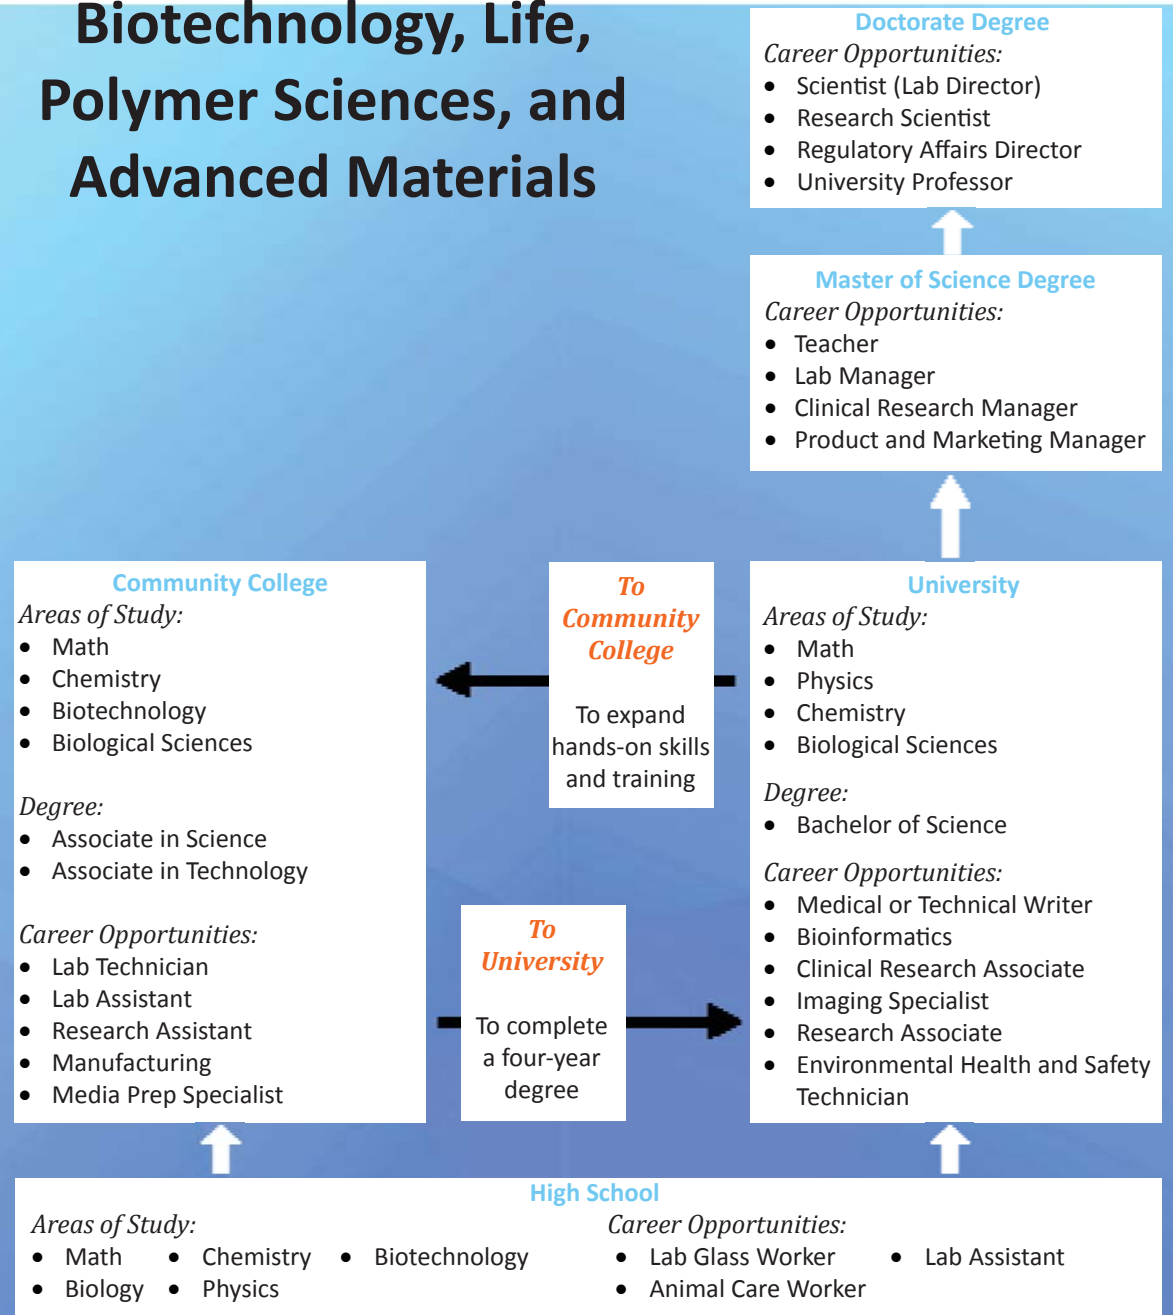 Biotechnology, Life,
Polymer Sciences, and
Advanced Materials
Doctorate Degree
Career Opportunities:
• Scientist (Lab Director)
• Research Scientist
• Regulatory Affairs Director
• University Professor
Master of Science Degree
Career Opportunities:
• Teacher
• Lab Manager
• Clinical Research Manager
• Product and Marketing Manager
Community College
Areas of Study:
• Math
• Chemistry
• Biotechnology
• Biological Sciences
Degree:
• Associate in Science
• Associate in Technology
Career Opportunities:
• Lab Technician
• Lab Assistant
• Research Assistant
• Manufacturing
• Media Prep Specialist
To
Community
College
To expand
hands-on skills
and training
To
University
To complete
a four-year
degree
University
Areas of Study:
• Math
• Physics
• Chemistry
• Biological Sciences
Degree:
• Bachelor of Science
Career Opportunities:
• Medical or Technical Writer
• Bioinformatics
• Clinical Research Associate
• Imaging Specialist
• Research Associate
• Environmental Health and Safety
Technician
High School
Areas of Study:
• Math • Chemistry • Biotechnology
• Biology • Physics
Career Opportunities:
• Lab Glass Worker • Lab Assistant
• Animal Care Worker